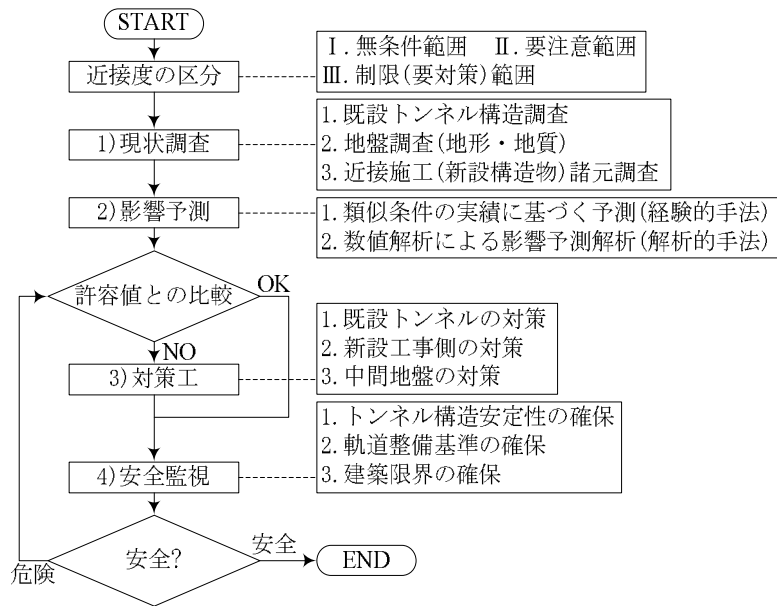 START
近接度の区分
Ⅰ. 無条件範囲 Ⅱ. 要注意範囲
Ⅲ. 制限(要対策)範囲
1)現状調査
1. 既設トンネル構造調査
2. 地盤調査(地形・地質)
3. 近接施工(新設構造物)諸元調査
2)影響予測
1. 類似条件の実績に基づく予測(経験的手法)
2. 数値解析による影響予測解析(解析的手法)
許容値との比較
OK
NO
3)対策工
1. 既設トンネルの対策
2. 新設工事側の対策
3. 中間地盤の対策
4)安全監視
1. トンネル構造安定性の確保
2. 軌道整備基準の確保
3. 建築限界の確保
安全?
安全
END
危険